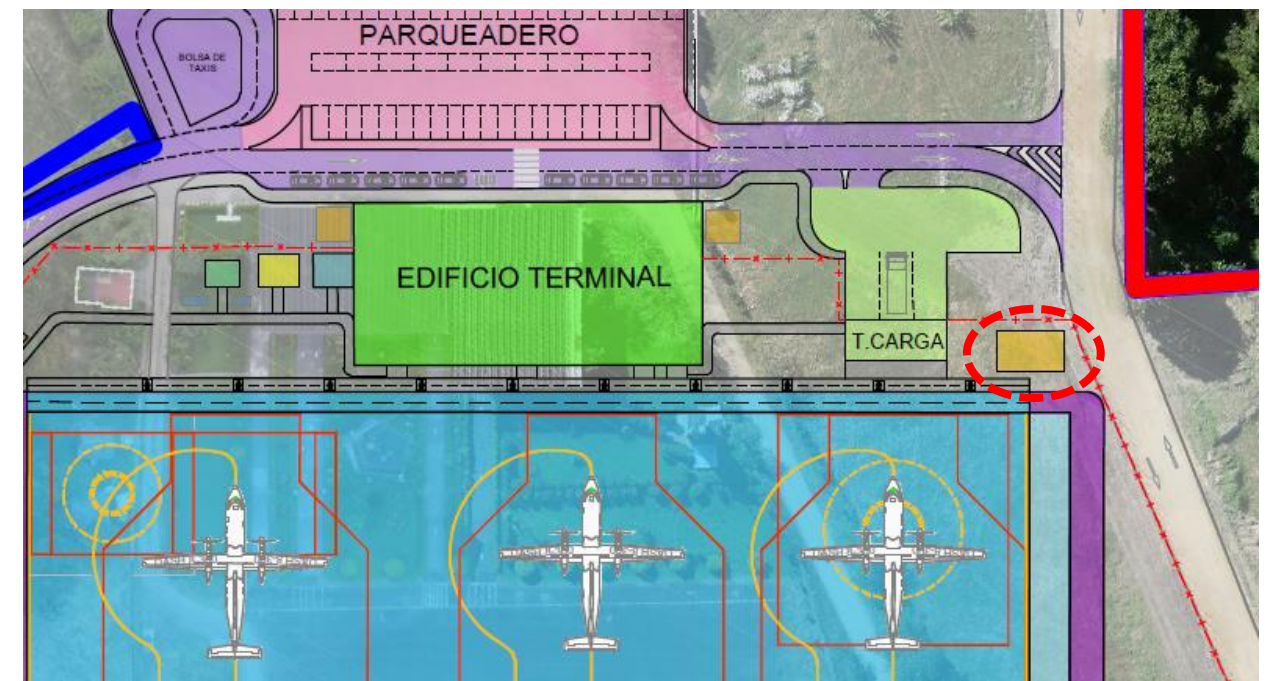 PARQUEADERO
BOLSA DE
TAXIS
EDIFICIO TERMINAL
T.CARGA